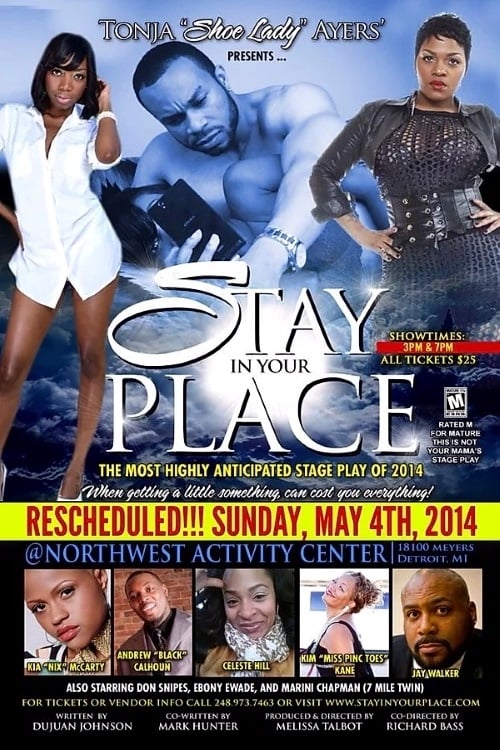 TONJA "Shoe Lady" AYERS'
PRESENTS ...
STAY
IN YOUR
PLACE
SHOWTIMES:
3PM & 7PM
ALL TICKETS $25
M
RATED M
FOR MATURE
THIS IS NOT
YOUR MAMA'S
STAGE PLAY
THE MOST HIGHLY ANTICIPATED STAGE PLAY OF 2014
When getting a little something, can cost you everything!
RESCHEDULED!!! SUNDAY, MAY 4TH, 2014
@NORTHWEST ACTIVITY CENTER
18100 MEYERS
DETROIT, MI
KIA "NIX" McCARTY
ANDREW "BLACK"
CALHOUN
CELESTE HILL
KIM "MISS PINC TOES"
KANE
JAY WALKER
ALSO STARRING DON SNIPES, EBONY EWADE, AND MARINI CHAPMAN (7 MILE TWIN)
FOR TICKETS OR VENDOR INFO CALL 248.973.7463 OR VISIT WWW.STAYINYOURPLACE.COM
WRITTEN BY
DUJUAN JOHNSON
CO-WRITTEN BY
MARK HUNTER
PRODUCED & DIRECTED BY
MELISSA TALBOT
CO-DIRECTED BY
RICHARD BASS